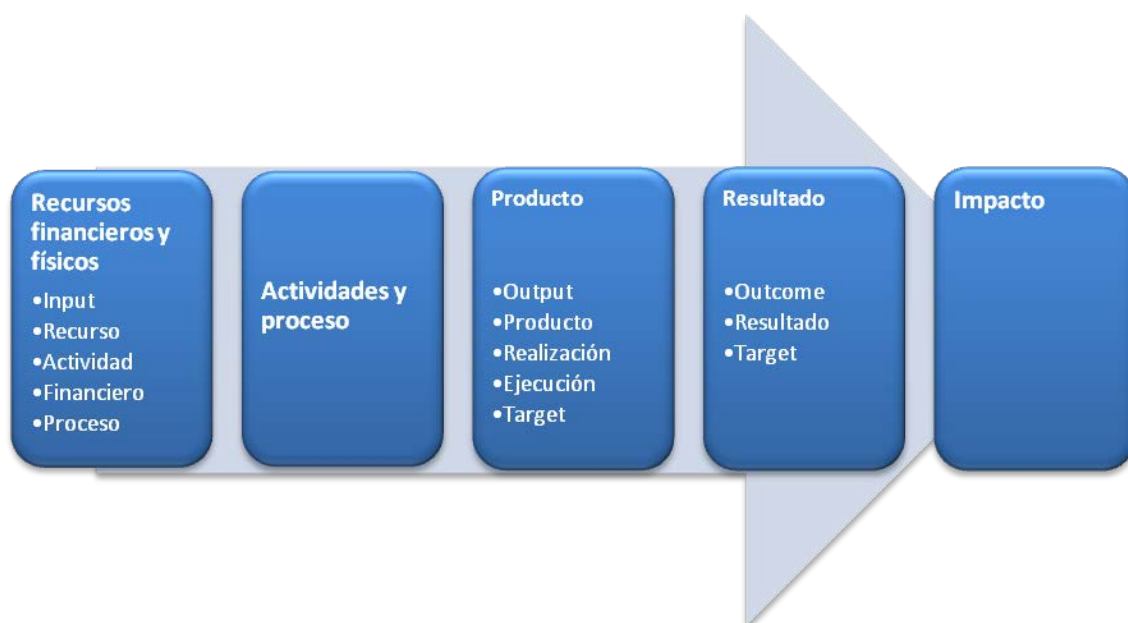 Recursos
financieros y
físicos
•Input
•Recurso
•Actividad
•Financiero
•Proceso
Actividades y
proceso
Producto
•Output
•Producto
•Realización
•Ejecución
•Target
Resultado
•Outcome
•Resultado
•Target
Impacto